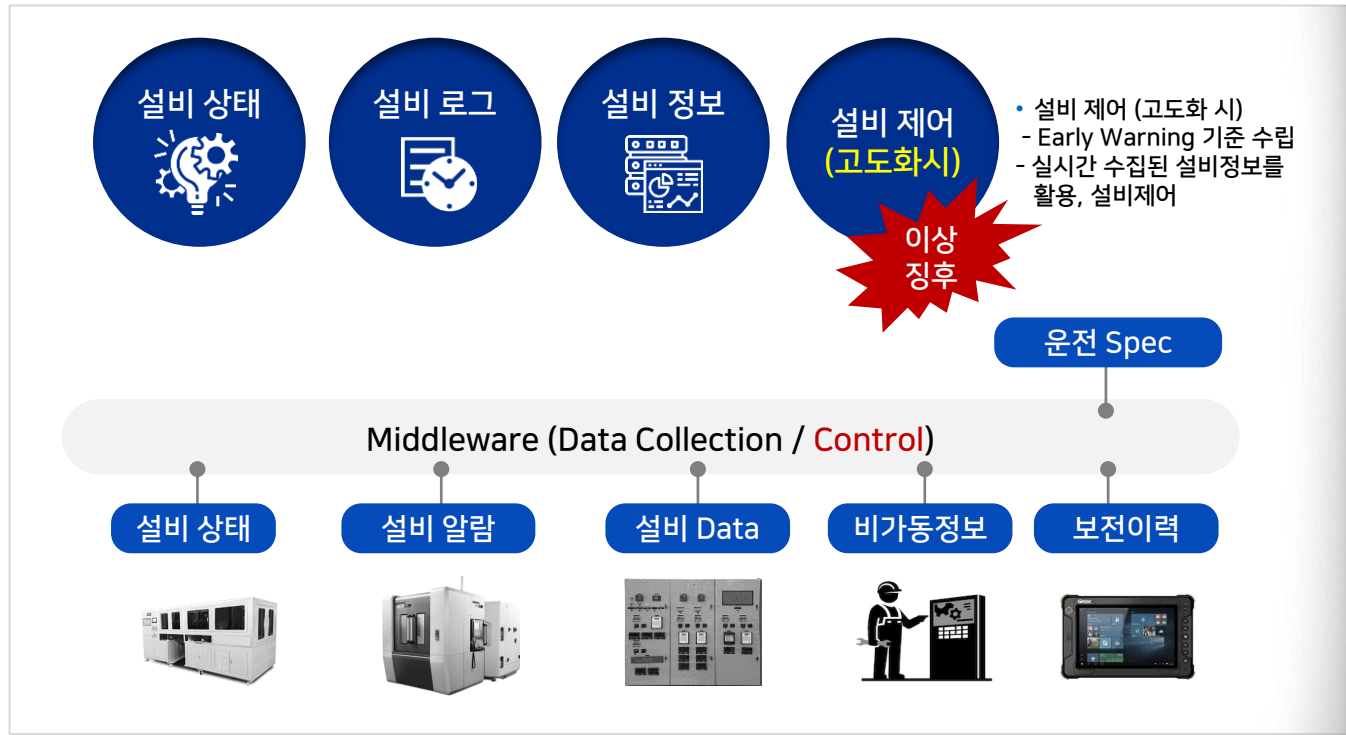 설비 상태
설비 로그
설비 정보
설비 제어
(고도화시)
이상
징후
• 설비 제어 (고도화 시)
- Early Warning 기준 수립
- 실시간 수집된 설비정보를
활용, 설비제어
운전 Spec
Middleware (Data Collection / Control)
설비 상태
설비 알람
설비 Data
비가동정보
보전이력
Getac